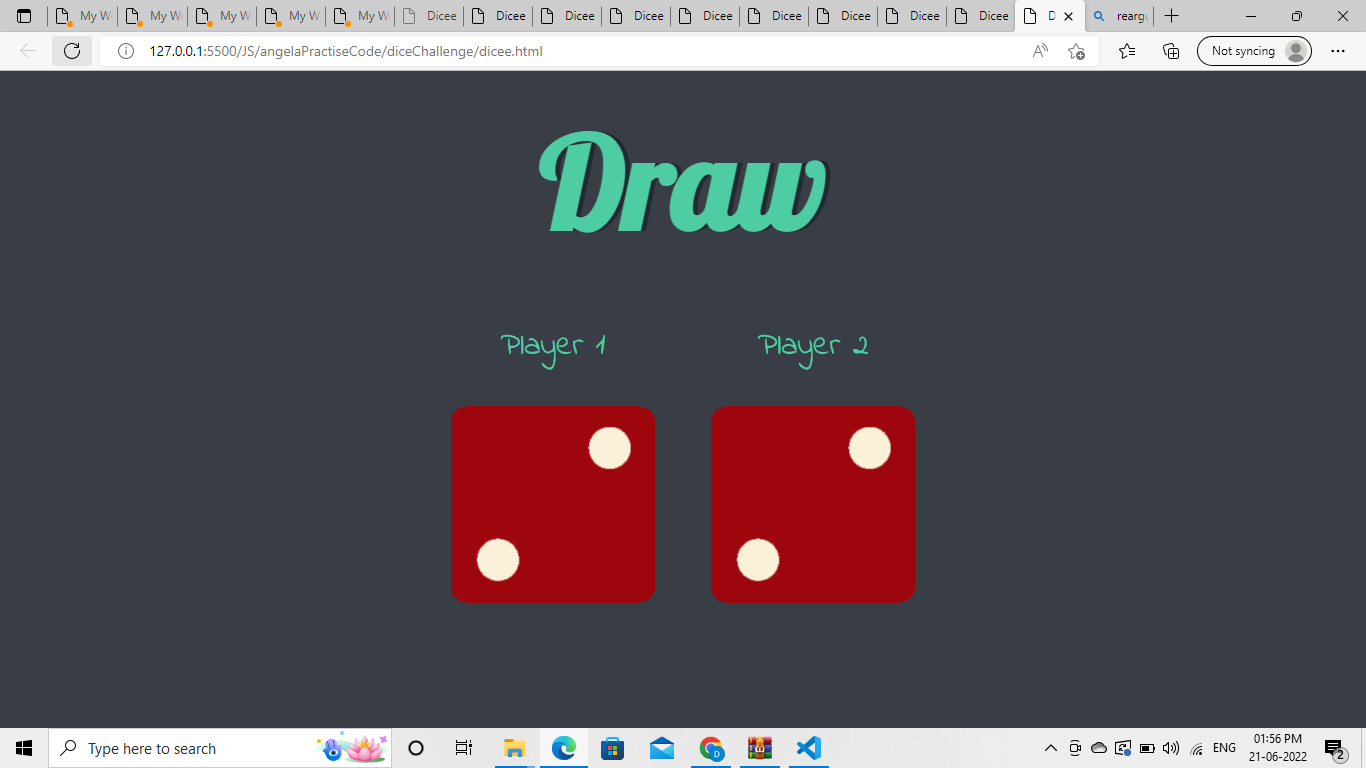 My W My W My W My W My W Dicee Dicee Dicee Dicee Dicee Dicee Dicee Dicee Dicee D reargu
127.0.0.1:5500/JS/angelaPractiseCode/diceChallenge/dicee.html Not syncing
Draw
Player 1 Player 2
Type here to search ENG 01:56 PM
21-06-2022 2